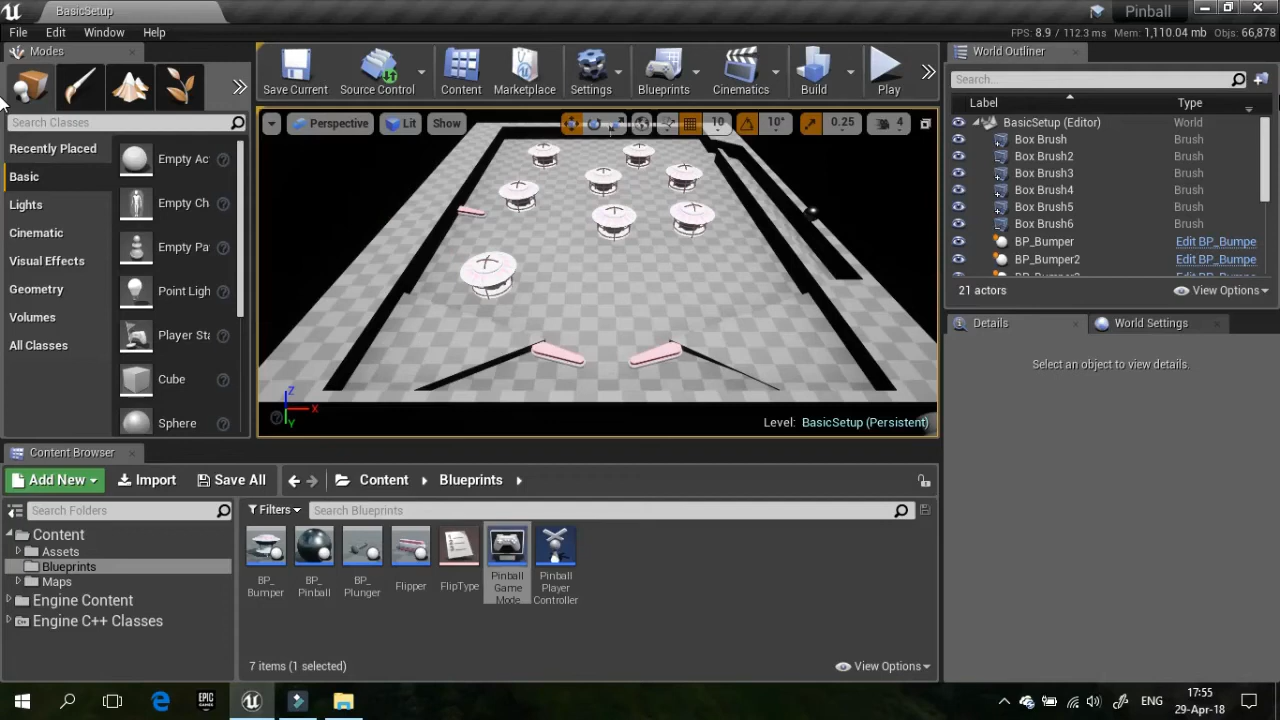 BasicSetup
Pinball
File Edit Window Help
FPS: 8.9 / 112.3 ms Mem: 1,110.04 mb Objs: 66,878
Modes
Search Classes
Recently Placed
Basic
Lights
Cinematic
Visual Effects
Geometry
Volumes
All Classes
Empty Ac
Empty Ch
Empty Pa
Point Ligh
Player Sta
Cube
Sphere
Save Current Source Control Content Marketplace Settings Blueprints Cinematics Build Play
Perspective Lit Show 10 10° 0.25 4
Level: BasicSetup (Persistent)
World Outliner
Search...
Label Type
BasicSetup (Editor) World
Box Brush Brush
Box Brush2 Brush
Box Brush3 Brush
Box Brush4 Brush
Box Brush5 Brush
Box Brush6 Brush
BP_Bumper Edit BP_Bumpe
BP_Bumper2 Edit BP_Bumpe
21 actors View Options
Details World Settings
Select an object to view details.
Content Browser
Add New Import Save All Content Blueprints
Search Folders
Content
Assets
Blueprints
Maps
Engine Content
Engine C++ Classes
Filters Search Blueprints
BP_
Bumper
BP_
Pinball
BP_
Plunger
Flipper
FlipType
Pinball
Game
Mode
Pinball
Player
Controller
7 items (1 selected) View Options
ENG 17:55
29-Apr-18